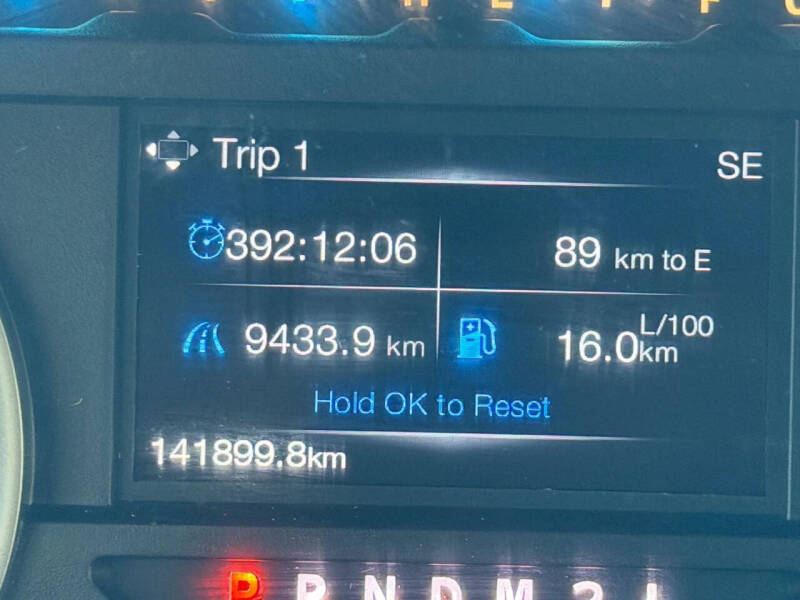 Trip 1
SE
392:12:06
89 km to E
9433.9 km
16.0 L/100 km
Hold OK to Reset
141899.8km
P R N D M